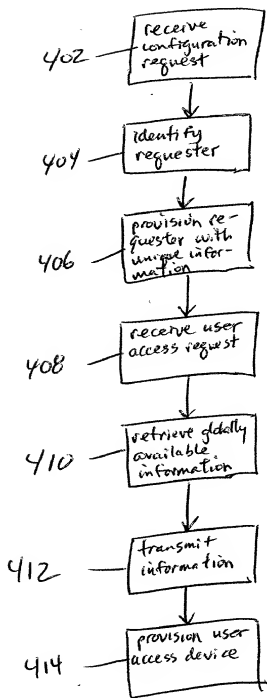 402
receive
configuration
request
404
identify
requester
406
provision re-
quester with
unique infor-
mation
408
receive user
access request
410
retrieve globally
available
information
412
transmit
information
414
provision user
access device